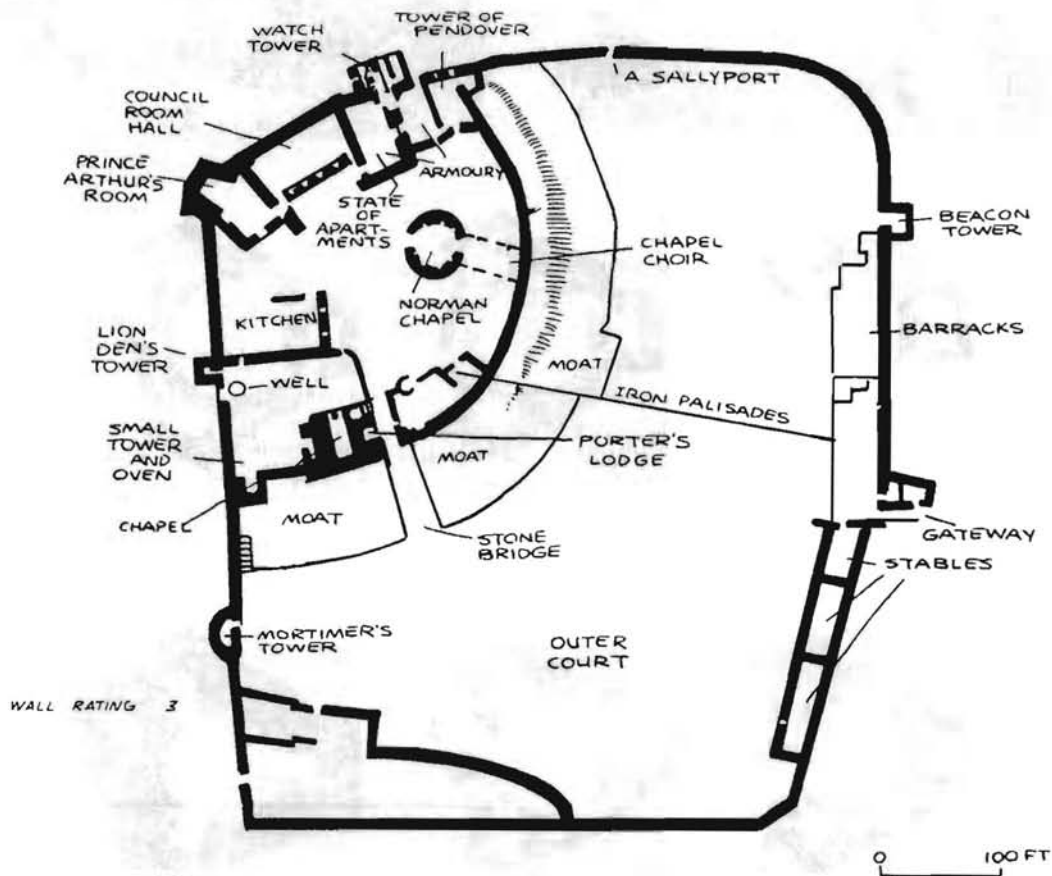 TOWER OF
PENDOVER
WATCH
TOWER
A SALLYPORT
COUNCIL
ROOM
HALL
PRINCE
ARTHUR'S
ROOM
ARMOURY
STATE
OF
APART-
MENTS
BEACON
TOWER
CHAPEL
CHOIR
NORMAN
CHAPEL
KITCHEN
BARRACKS
LION
DEN'S
TOWER
WELL
MOAT
IRON PALISADES
SMALL
TOWER
AND
OVEN
PORTER'S
LODGE
MOAT
CHAPEL
MOAT
STONE
BRIDGE
GATEWAY
STABLES
MORTIMER'S
TOWER
OUTER
COURT
WALL RATING 3
0 100 FT